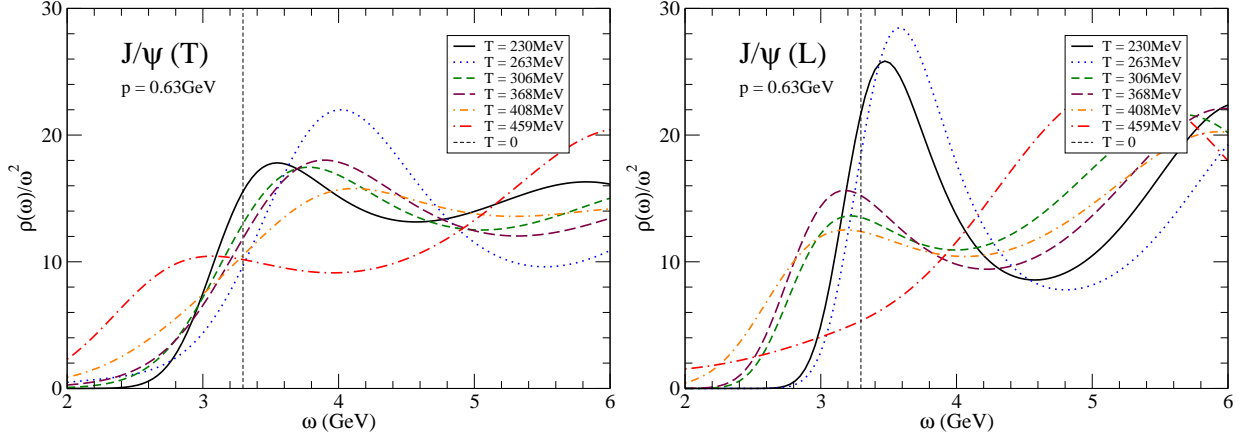 30
20
10
0
ρ(ω)/ω²
J/ψ (T)
p = 0.63GeV
T = 230MeV
T = 263MeV
T = 306MeV
T = 368MeV
T = 408MeV
T = 459MeV
T = 0
2 3 4 5 6
ω (GeV)
30
20
10
0
ρ(ω)/ω²
J/ψ (L)
p = 0.63GeV
T = 230MeV
T = 263MeV
T = 306MeV
T = 368MeV
T = 408MeV
T = 459MeV
T = 0
2 3 4 5 6
ω (GeV)